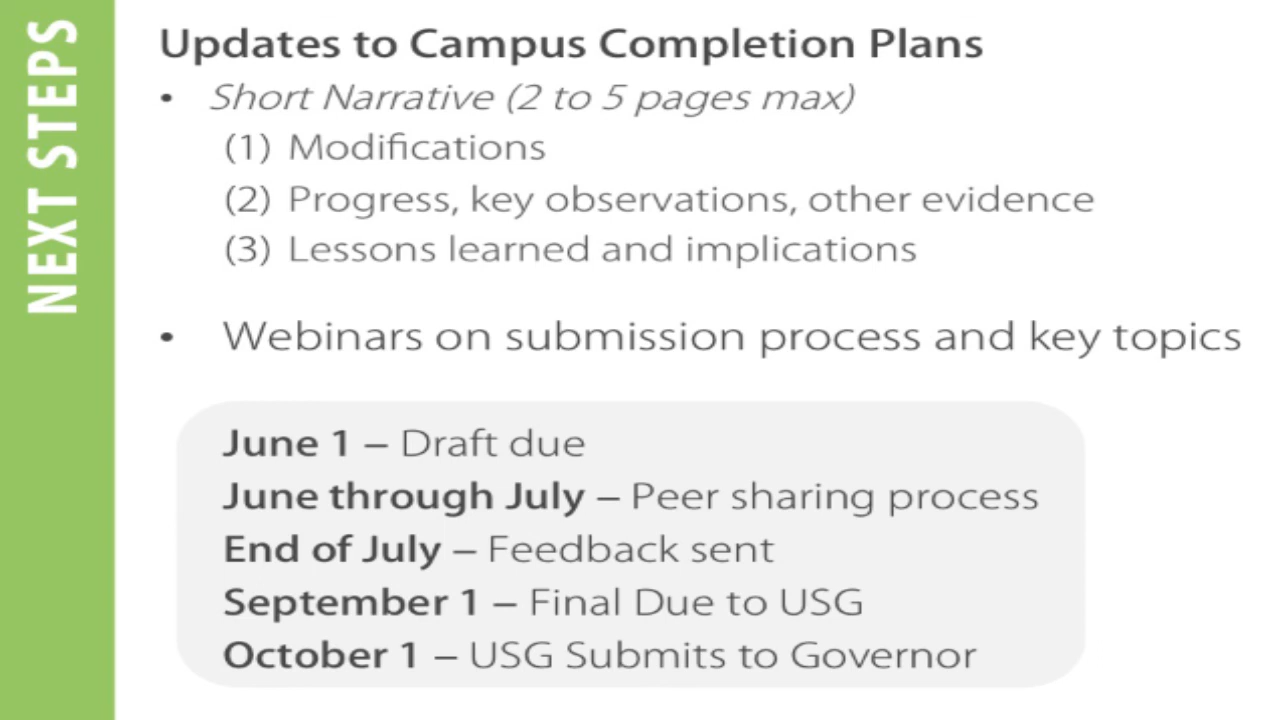 NEXT STEPS
Updates to Campus Completion Plans
• Short Narrative (2 to 5 pages max)
(1) Modifications
(2) Progress, key observations, other evidence
(3) Lessons learned and implications
• Webinars on submission process and key topics
June 1 – Draft due
June through July – Peer sharing process
End of July – Feedback sent
September 1 – Final Due to USG
October 1 – USG Submits to Governor